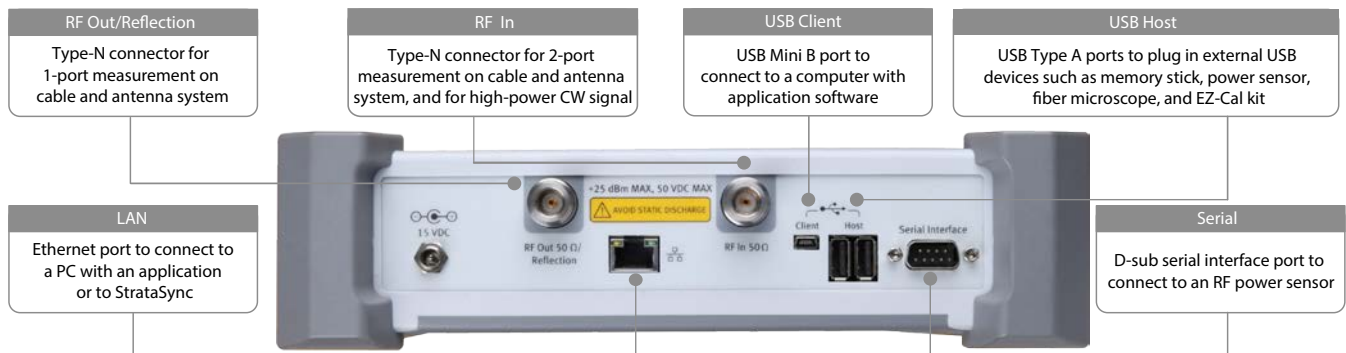 RF Out/Reflection
Type-N connector for
1-port measurement on
cable and antenna system
RF In
Type-N connector for 2-port
measurement on cable and antenna
system, and for high-power CW signal
USB Client
USB Mini B port to
connect to a computer with
application software
USB Host
USB Type A ports to plug in external USB
devices such as memory stick, power sensor,
fiber microscope, and EZ-Cal kit
LAN
Ethernet port to connect to
a PC with an application
or to StrataSync
Serial
D-sub serial interface port to
connect to an RF power sensor
15 VDC
+25 dBm MAX, 50 VDC MAX
AVOID STATIC DISCHARGE
RF Out 50 Ω/
Reflection
RF In 50Ω
Client
Host
Serial Interface